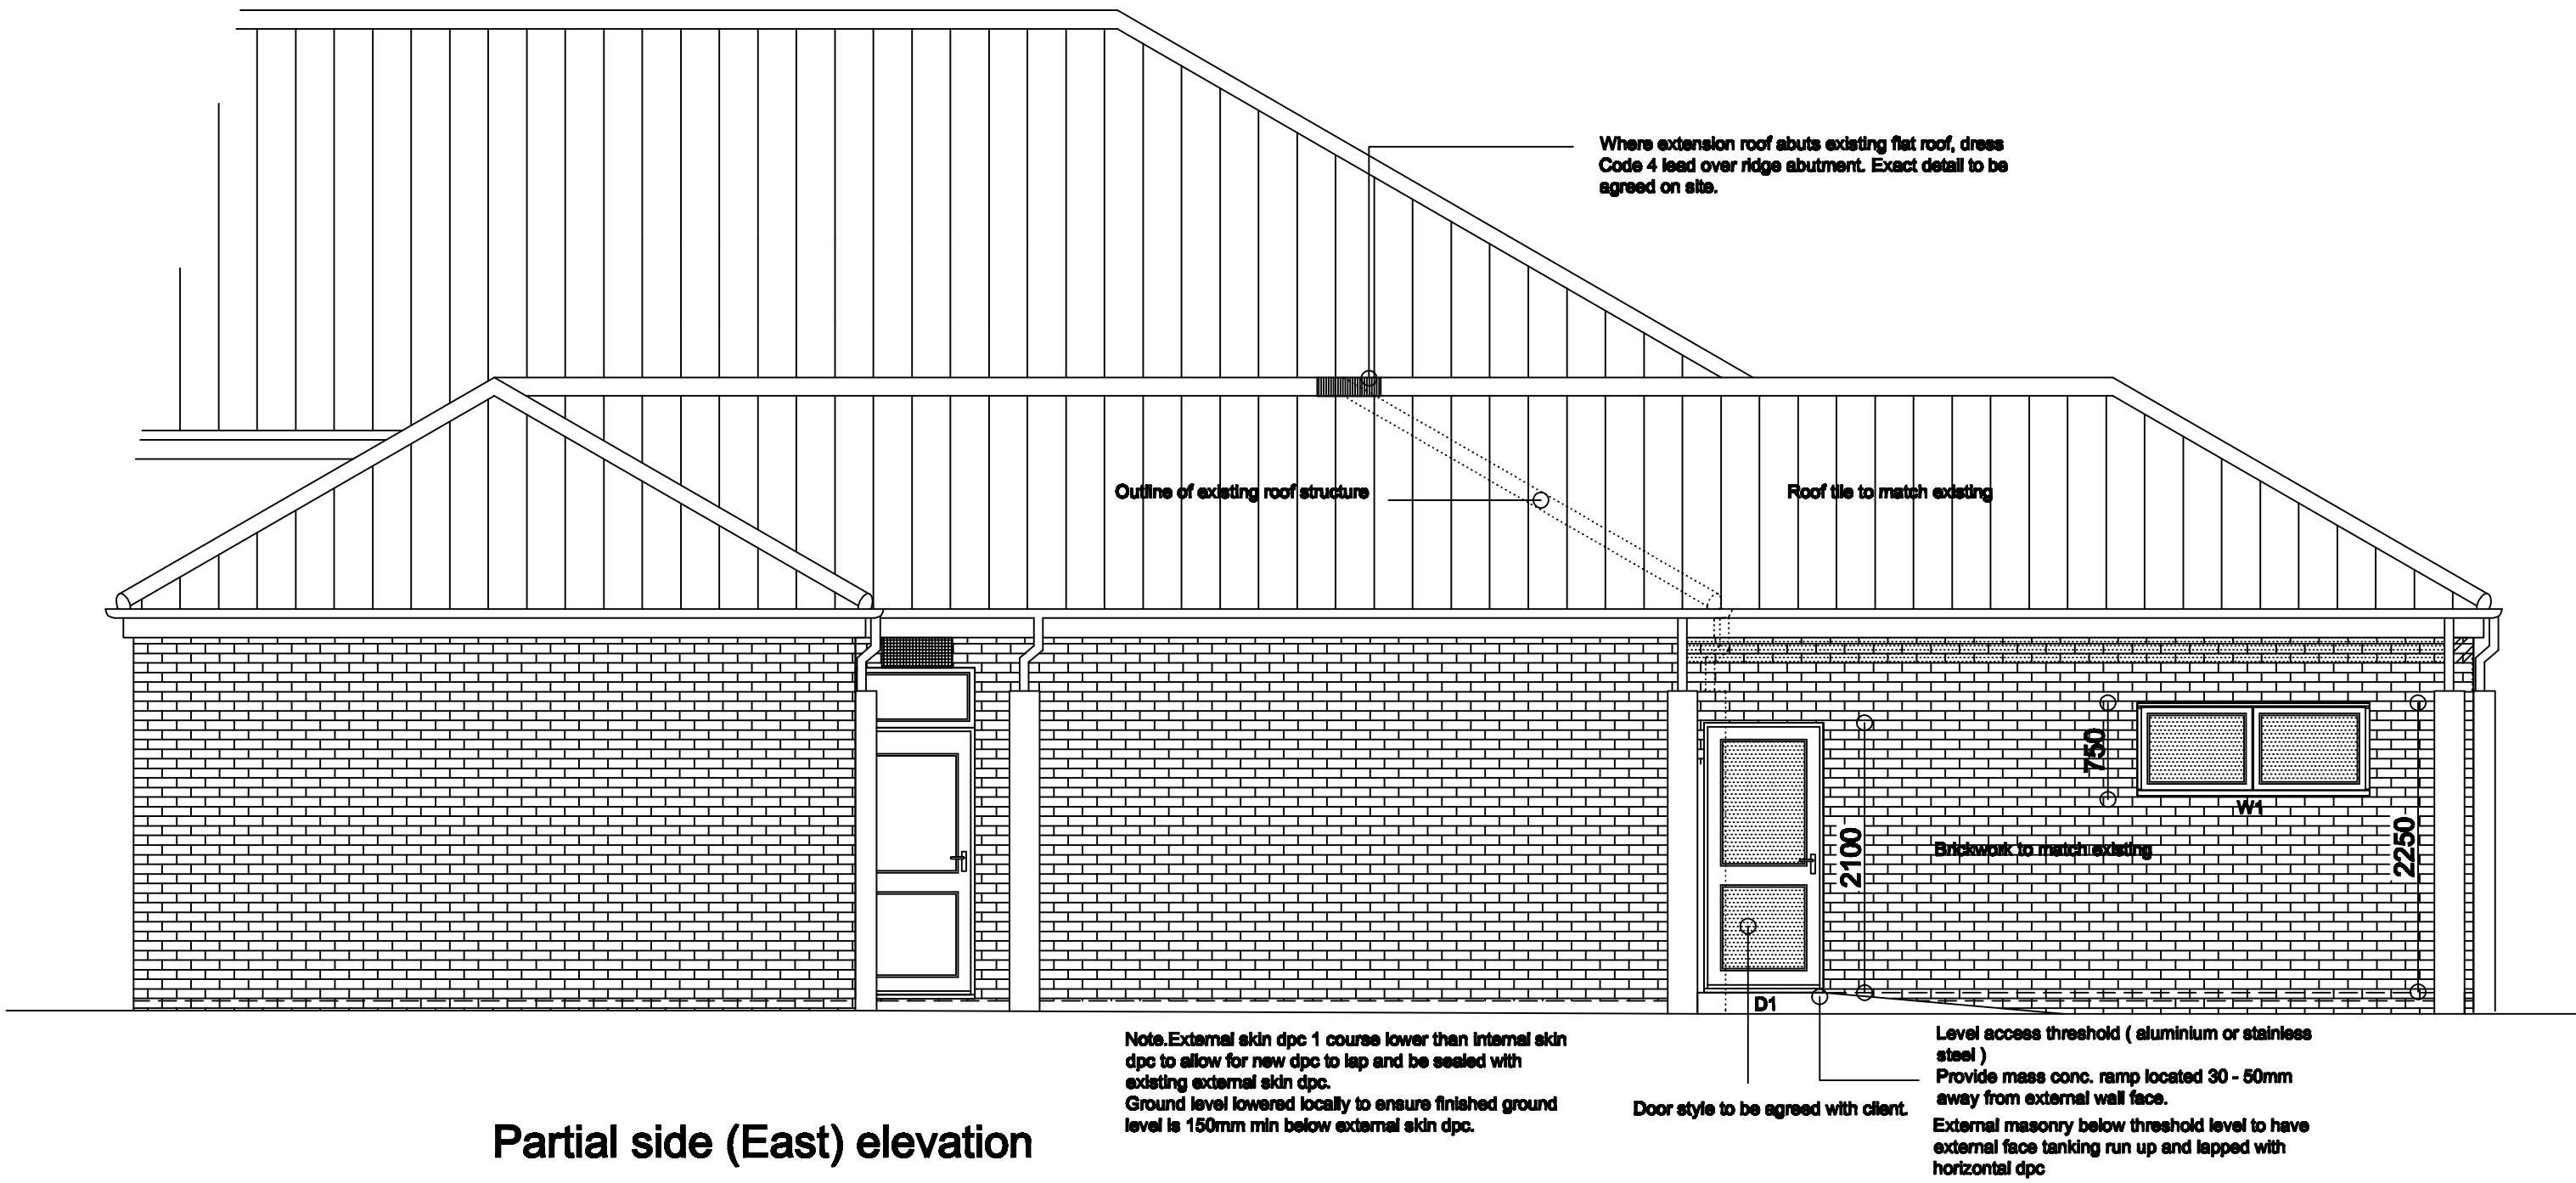 Where extension roof abuts existing flat roof, dress
Code 4 lead over ridge abutment. Exact detail to be
agreed on site.
Outline of existing roof structure
Roof tile to match existing
750
W1
2100
Brickwork to match existing
2250
D1
Note.External skin dpc 1 course lower than internal skin
dpc to allow for new dpc to lap and be sealed with
existing external skin dpc.
Ground level lowered locally to ensure finished ground
level is 150mm min below external skin dpc.
Door style to be agreed with client.
Level access threshold ( aluminium or stainless
steel )
Provide mass conc. ramp located 30 - 50mm
away from external wall face.
External masonry below threshold level to have
external face tanking run up and lapped with
horizontal dpc
Partial side (East) elevation